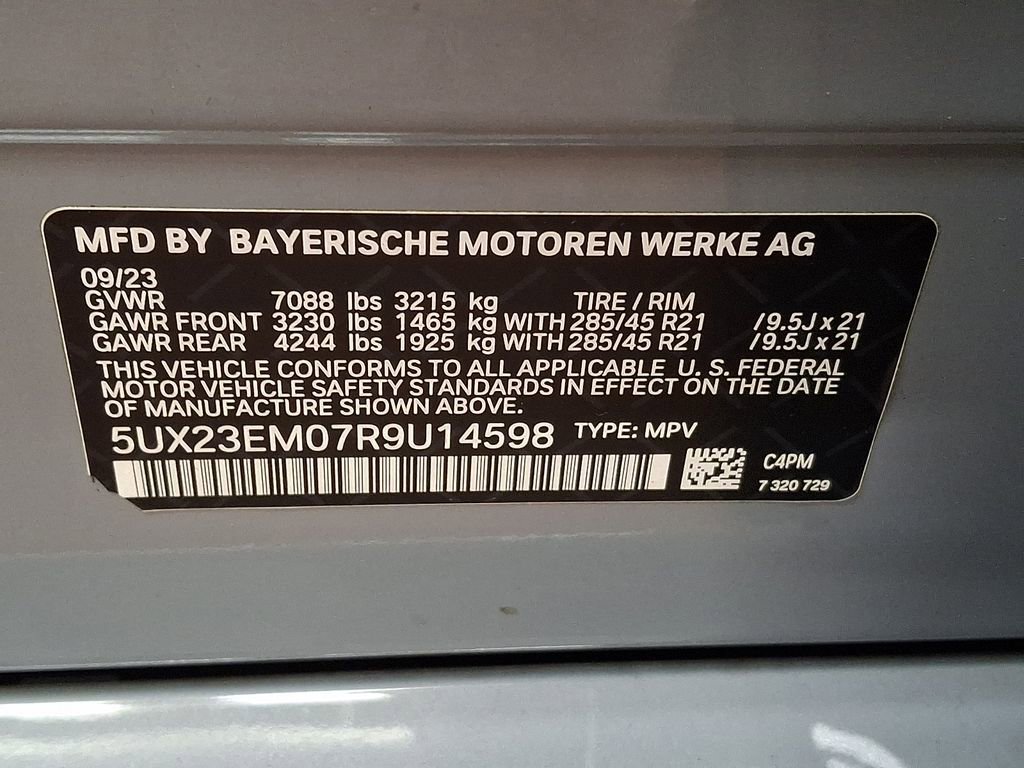 MFD BY BAYERISCHE MOTOREN WERKE AG
09/23
GVWR 7088 lbs 3215 kg TIRE / RIM
GAWR FRONT 3230 lbs 1465 kg WITH 285/45 R21 / 9.5J x 21
GAWR REAR 4244 lbs 1925 kg WITH 285/45 R21 / 9.5J x 21
THIS VEHICLE CONFORMS TO ALL APPLICABLE U. S. FEDERAL
MOTOR VEHICLE SAFETY STANDARDS IN EFFECT ON THE DATE
OF MANUFACTURE SHOWN ABOVE.
5UX23EM07R9U14598 TYPE: MPV
C4PM
7 320 729